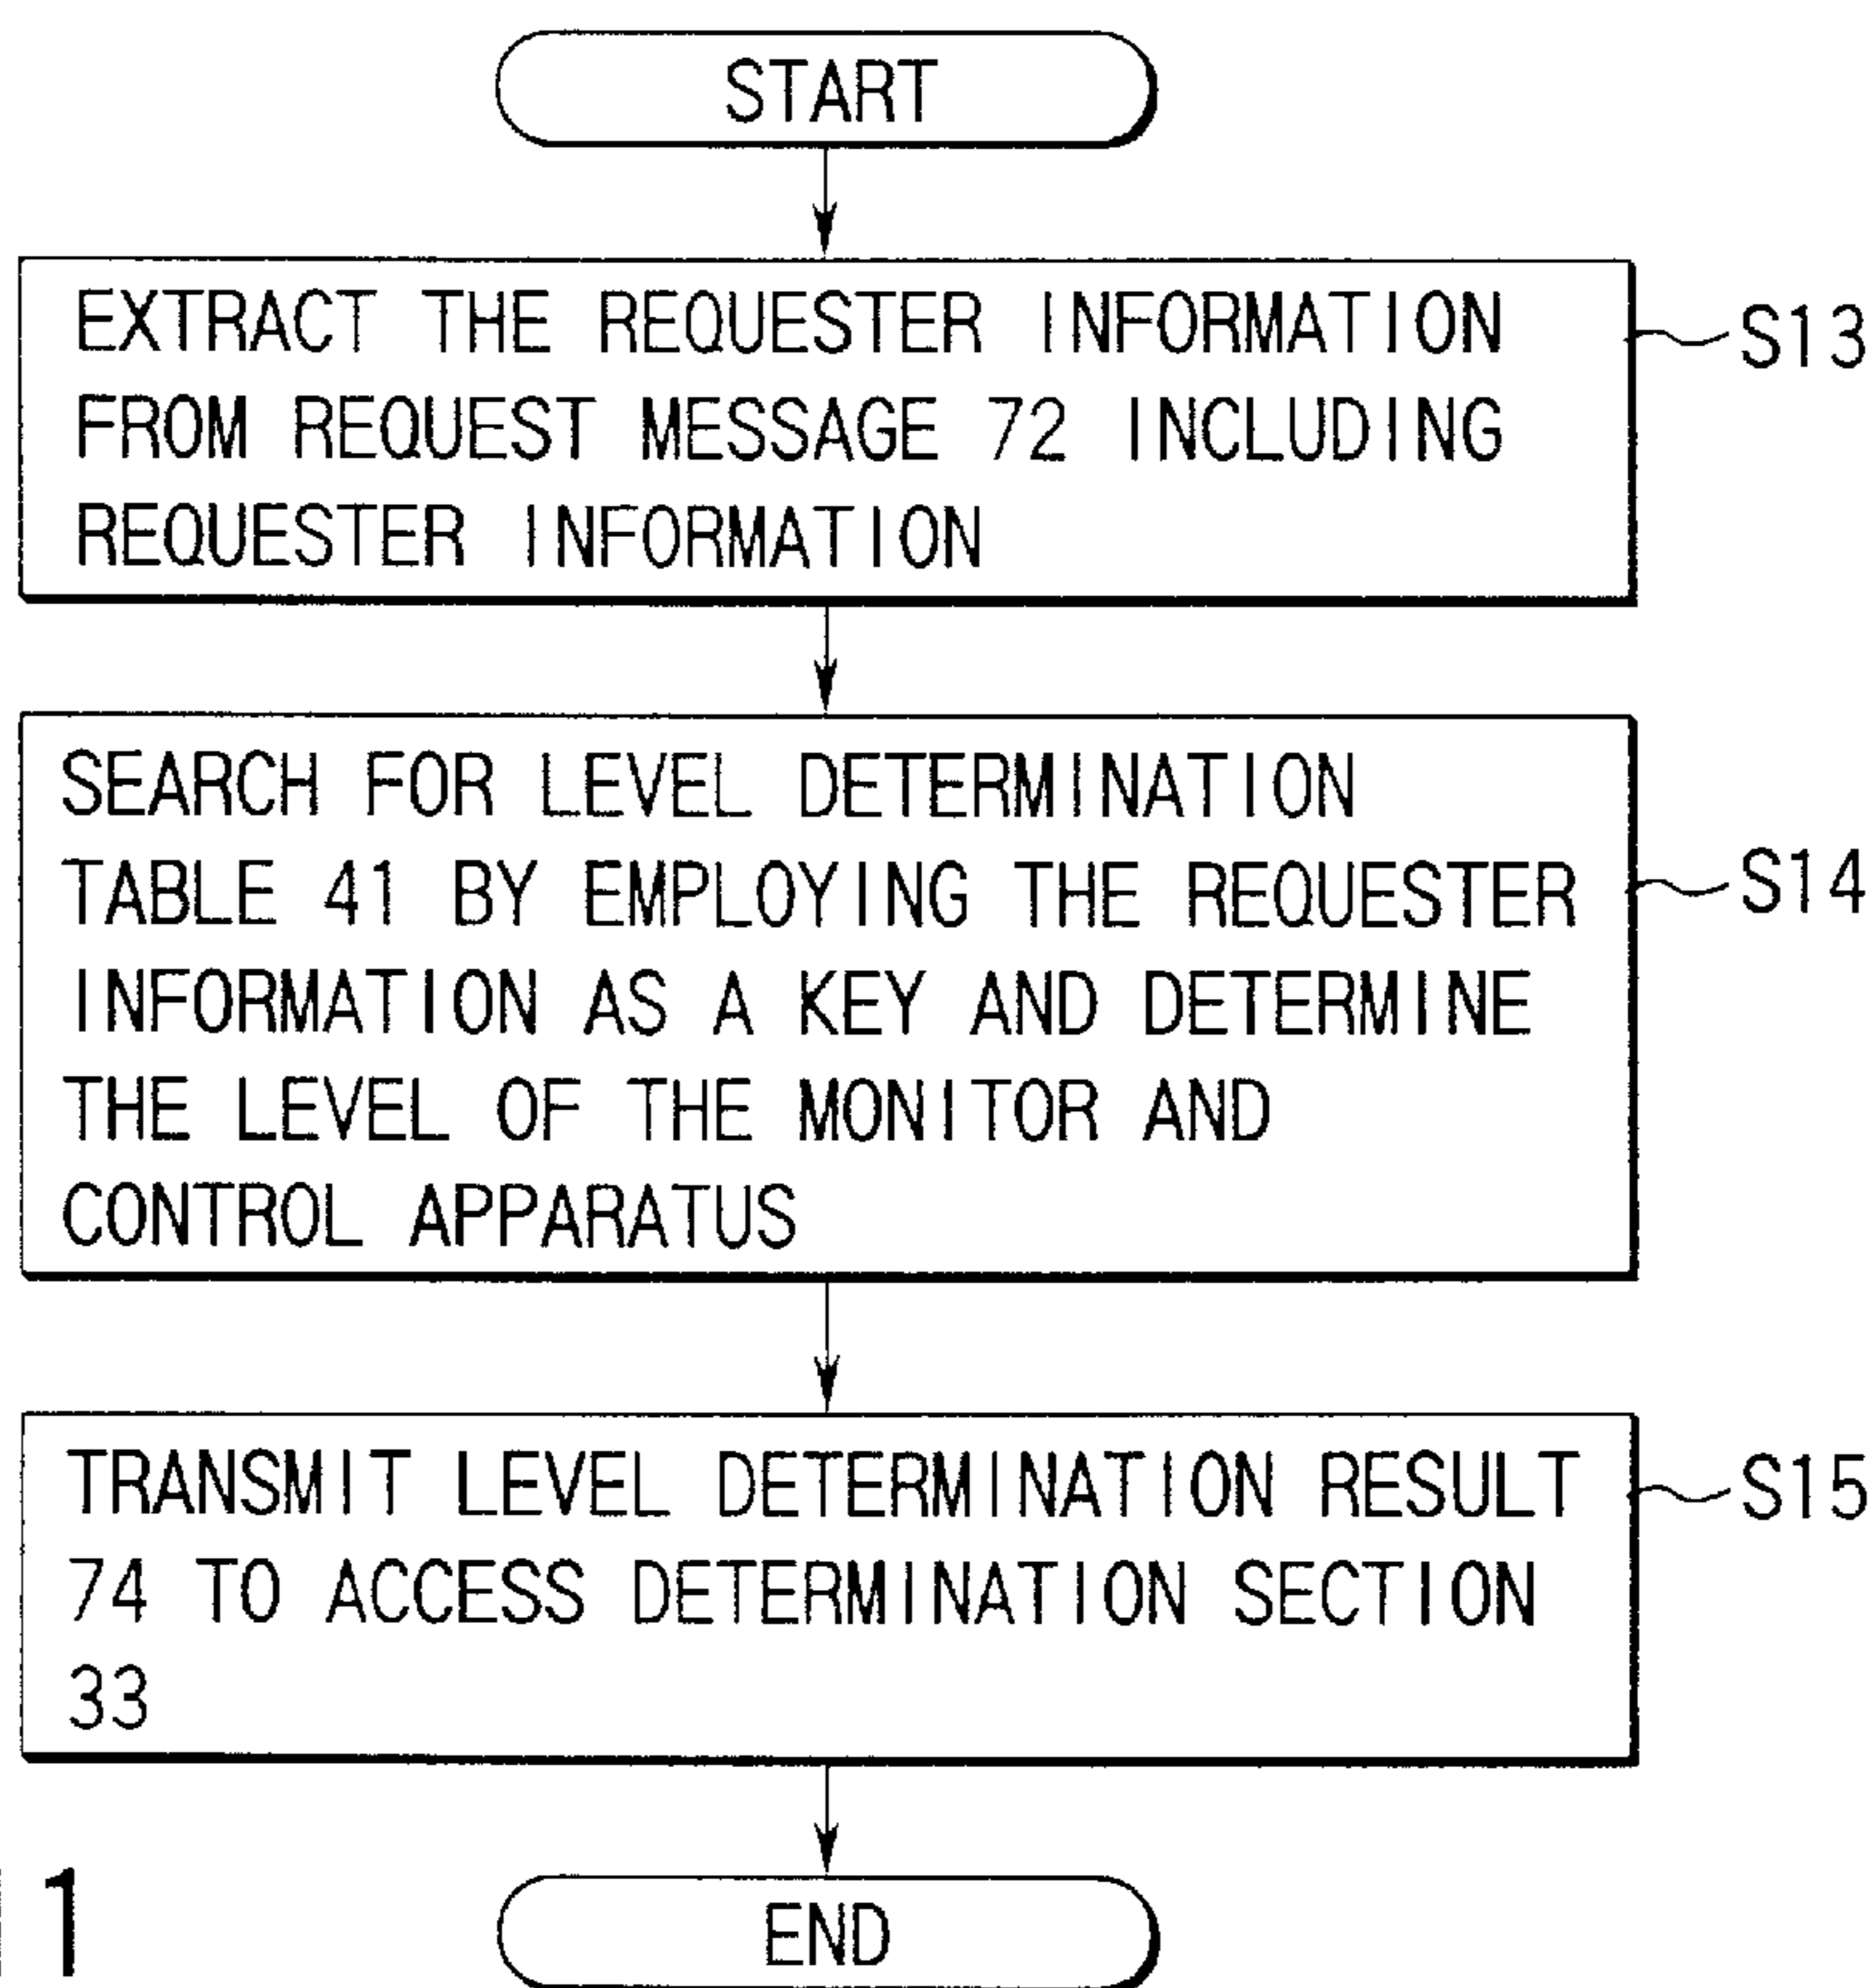 START
EXTRACT THE REQUESTER INFORMATION
FROM REQUEST MESSAGE 72 INCLUDING
REQUESTER INFORMATION
S13
SEARCH FOR LEVEL DETERMINATION
TABLE 41 BY EMPLOYING THE REQUESTER
INFORMATION AS A KEY AND DETERMINE
THE LEVEL OF THE MONITOR AND
CONTROL APPARATUS
S14
TRANSMIT LEVEL DETERMINATION RESULT
74 TO ACCESS DETERMINATION SECTION
33
S15
END
1